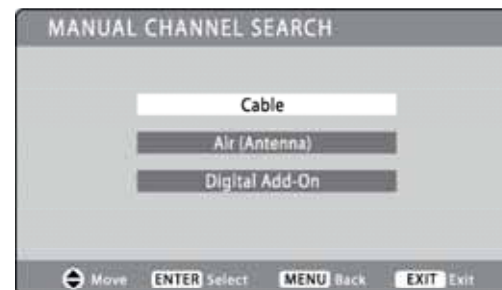 MANUAL CHANNEL SEARCH
Cable
Air (Antenna)
Digital Add-On
Move ENTER Select MENU Back EXIT Exit